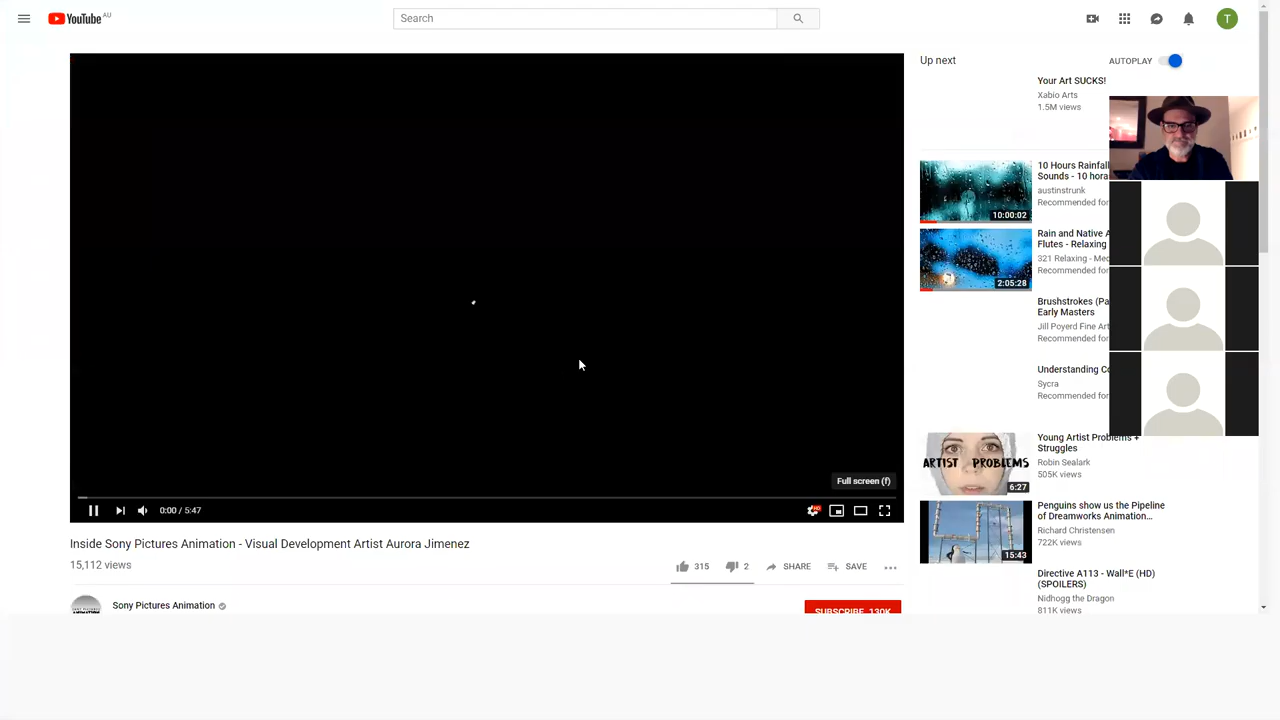 YouTube AU
Search
T
Up next
AUTOPLAY
Your Art SUCKS!
Xabio Arts
1.5M views
10 Hours Rainfall
Sounds - 10 hora
austinstrunk
Recommended for
10:00:02
Rain and Native A
Flutes - Relaxing
321 Relaxing - Med
Recommended for
2:05:28
Brushstrokes (Pa
Early Masters
Jill Poyerd Fine Art
Recommended for
Understanding Co
Sycra
Recommended for
ARTIST PROBLEMS
6:27
Young Artist Problems +
Struggles
Robin Sealark
505K views
15:43
Penguins show us the Pipeline
of Dreamworks Animation...
Richard Christensen
722K views
Directive A113 - Wall*E (HD)
(SPOILERS)
Nidhogg the Dragon
811K views
Full screen (f)
0:00 / 5:47
HD
Inside Sony Pictures Animation - Visual Development Artist Aurora Jimenez
15,112 views
315
2
SHARE
SAVE
Sony Pictures Animation
SUBSCRIBE 130K